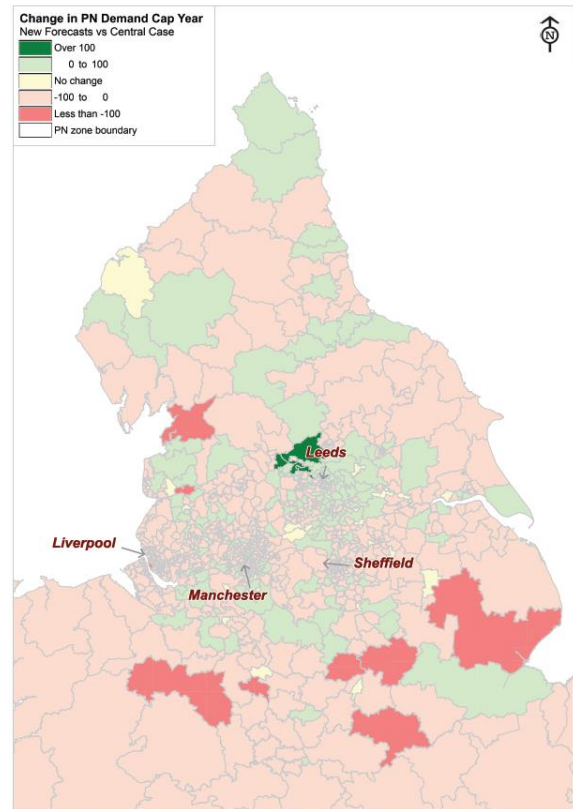 Change in PN Demand Cap Year
New Forecasts vs Central Case
Over 100
0 to 100
No change
-100 to 0
Less than -100
PN zone boundary
N
Leeds
Liverpool
Sheffield
Manchester